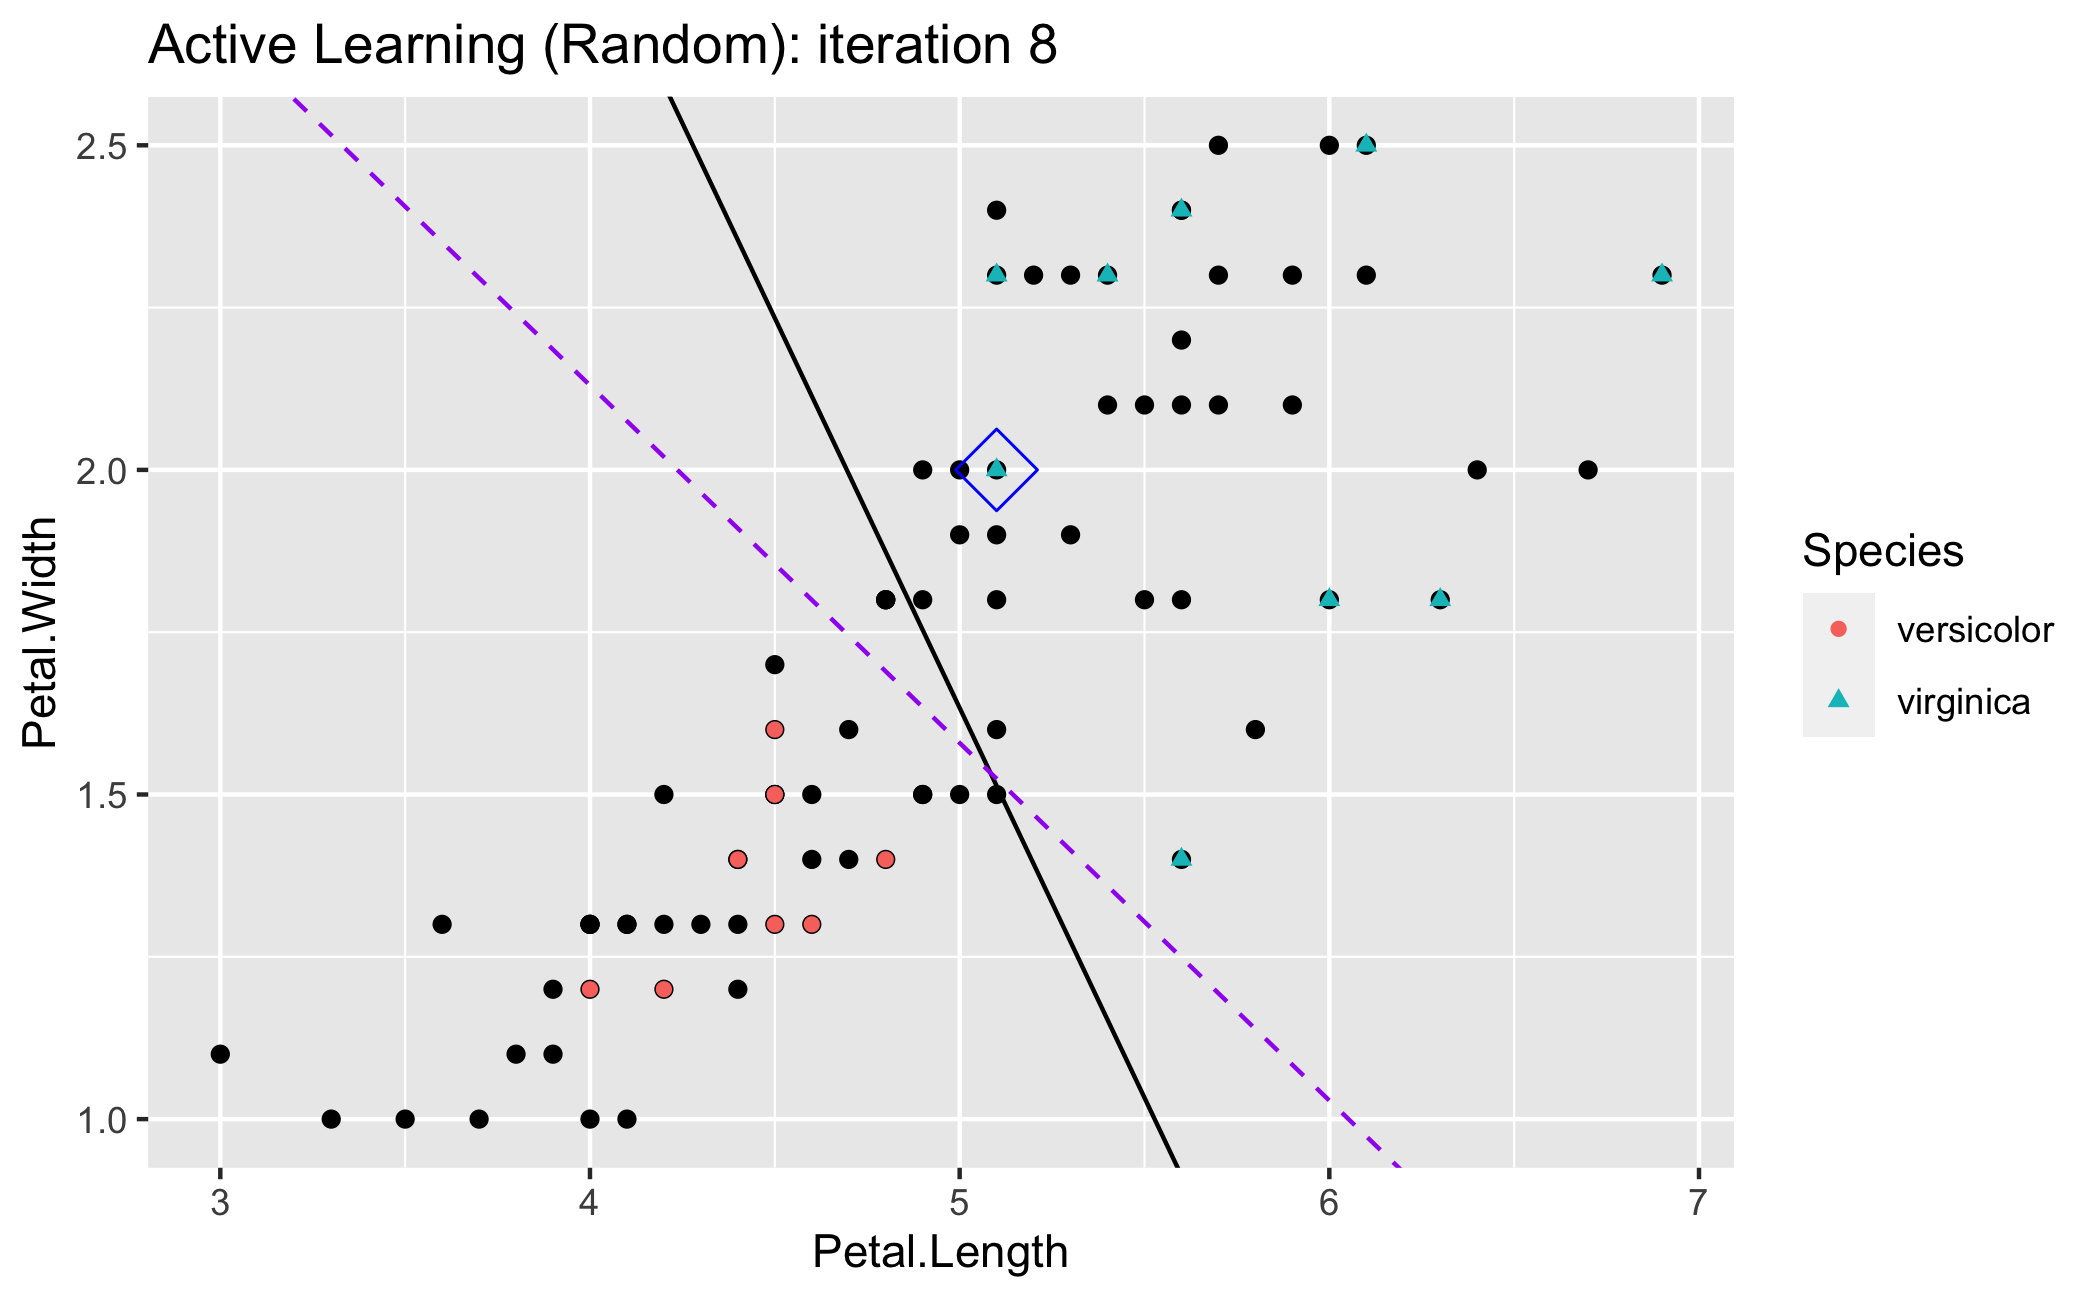 Active Learning (Random): iteration 8
2.5
2.0
1.5
1.0
Petal.Width
3 4 5 6 7
Petal.Length
Species
versicolor
virginica